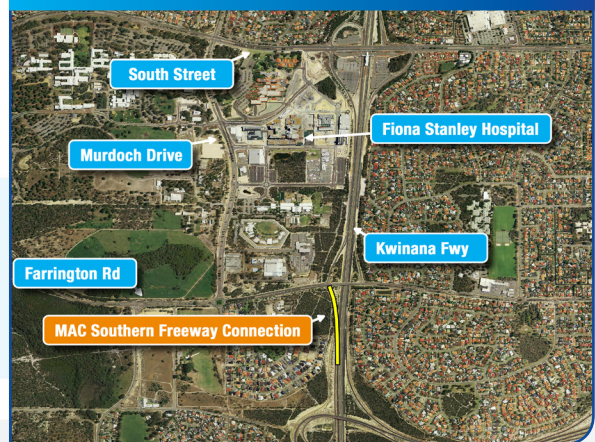 South Street
Fiona Stanley Hospital
Murdoch Drive
Kwinana Fwy
Farrington Rd
MAC Southern Freeway Connection